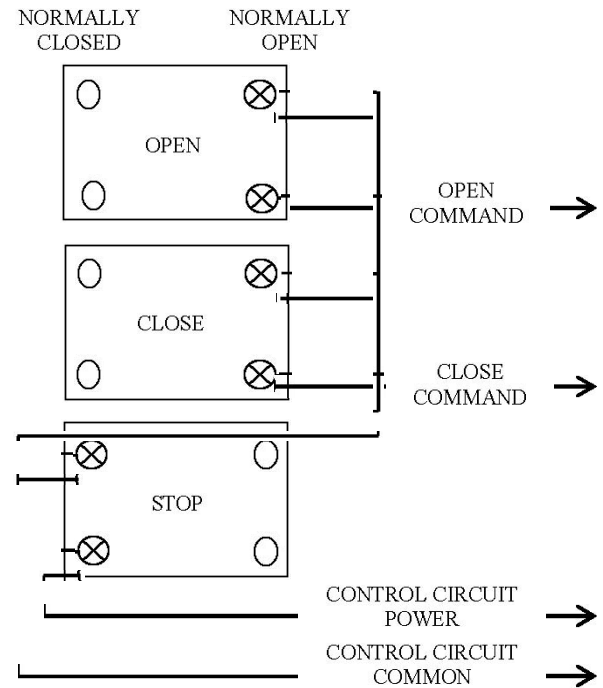 NORMALLY
CLOSED
NORMALLY
OPEN
OPEN
OPEN
COMMAND
CLOSE
CLOSE
COMMAND
STOP
CONTROL CIRCUIT
POWER
CONTROL CIRCUIT
COMMON